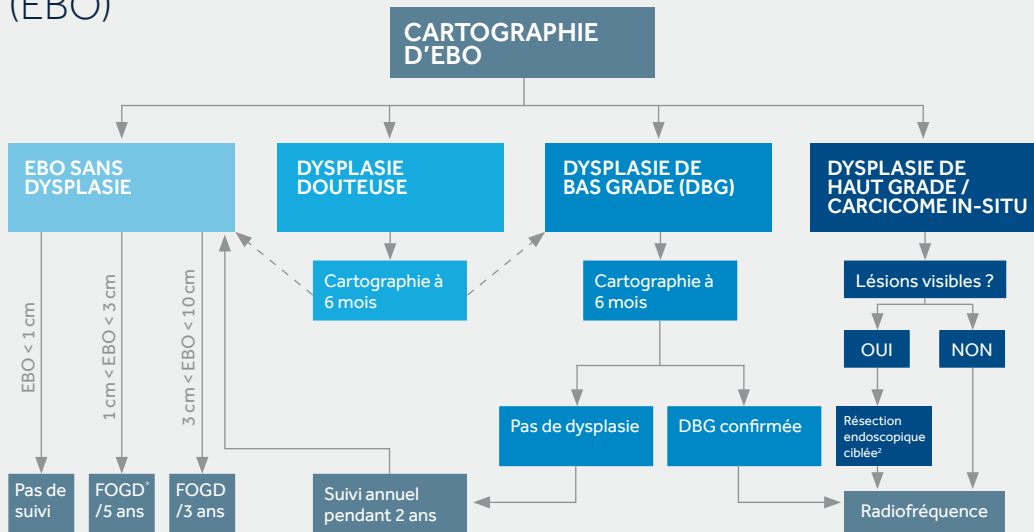 (EBO)
CARTOGRAPHIE
D’EBO
EBO SANS
DYSPLASIE
DYSPLASIE
DOUTEUSE
DYSPLASIE DE
BAS GRADE (DBG)
DYSPLASIE DE
HAUT GRADE /
CARCICOME IN-SITU
Cartographie à
6 mois
Cartographie à
6 mois
Lésions visibles ?
EBO < 1 cm
1 cm < EBO < 3 cm
3 cm < EBO < 10 cm
OUI
NON
Pas de dysplasie
DBG confirmée
Résection
endoscopique
ciblée²
Pas de
suivi
FOGD*
/5 ans
FOGD
/3 ans
Suivi annuel
pendant 2 ans
Radiofréquence